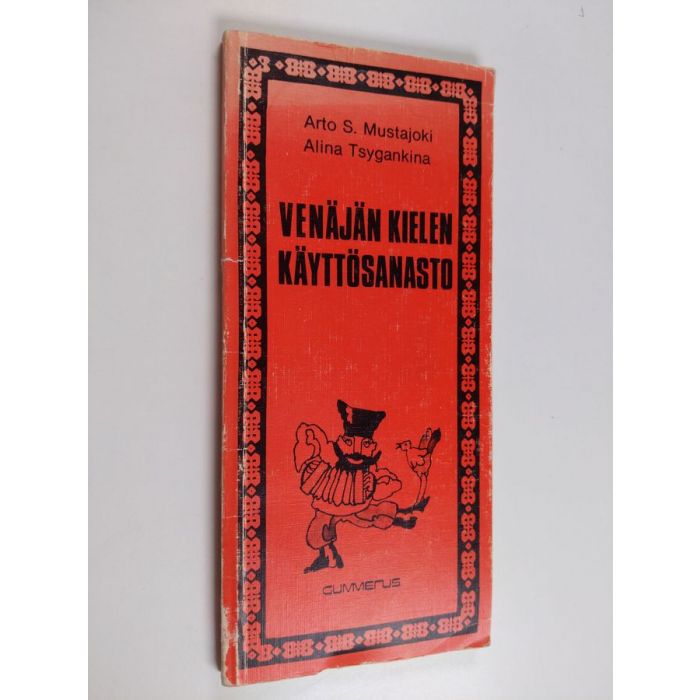 Arto S. Mustajoki
Alina Tsygankina
VENÄJÄN KIELEN
KÄYTTÖSANASTO
GUMMERUS